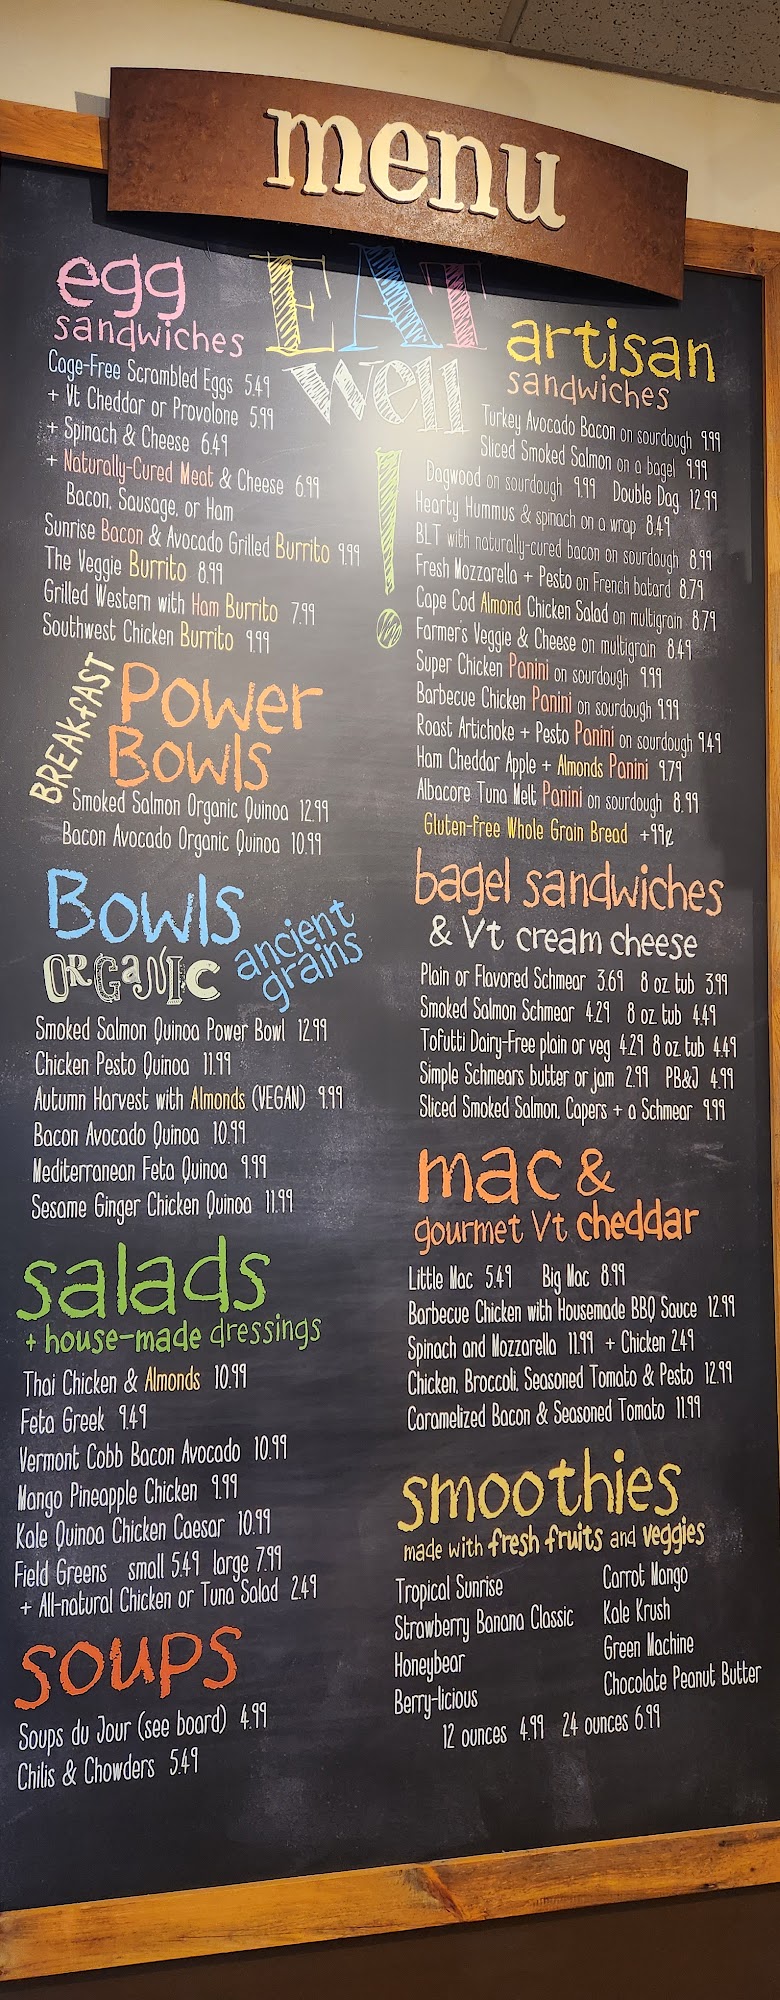 menu
EAT
well
!
egg
sandwiches
Cage-Free Scrambled Eggs 5.49
+ Vt Cheddar or Provolone 5.99
+ Spinach & Cheese 6.49
+ Naturally-Cured Meat & Cheese 6.99
Bacon, Sausage, or Ham
Sunrise Bacon & Avocado Grilled Burrito 9.99
The Veggie Burrito 8.99
Grilled Western with Ham Burrito 7.99
Southwest Chicken Burrito 9.99
BREAKFAST
Power
Bowls
Smoked Salmon Organic Quinoa 12.99
Bacon Avocado Organic Quinoa 10.99
Bowls
ORGaNIC
ancient
grains
Smoked Salmon Quinoa Power Bowl 12.99
Chicken Pesto Quinoa 11.99
Autumn Harvest with Almonds (VEGAN) 9.99
Bacon Avocado Quinoa 10.99
Mediterranean Feta Quinoa 9.99
Sesame Ginger Chicken Quinoa 11.99
salads
+ house-made dressings
Thai Chicken & Almonds 10.99
Feta Greek 9.49
Vermont Cobb Bacon Avocado 10.99
Mango Pineapple Chicken 9.99
Kale Quinoa Chicken Caesar 10.99
Field Greens small 5.49 large 7.99
+ All-natural Chicken or Tuna Salad 2.49
soups
Soups du Jour (see board) 4.99
Chilis & Chowders 5.49
artisan
sandwiches
Turkey Avocado Bacon on sourdough 9.99
Sliced Smoked Salmon on a bagel 9.99
Dagwood on sourdough 9.99 Double Dag 12.99
Hearty Hummus & spinach on a wrap 8.49
BLT with naturally-cured bacon on sourdough 8.99
Fresh Mozzarella + Pesto on French batard 8.79
Cape Cod Almond Chicken Salad on multigrain 8.79
Farmer's Veggie & Cheese on multigrain 8.49
Super Chicken Panini on sourdough 9.99
Barbecue Chicken Panini on sourdough 9.99
Roast Artichoke + Pesto Panini on sourdough 9.49
Ham Cheddar Apple + Almonds Panini 9.79
Albacore Tuna Melt Panini on sourdough 8.99
Gluten-free Whole Grain Bread +99¢
bagel sandwiches
& Vt cream cheese
Plain or Flavored Schmear 3.69 8 oz tub 3.99
Smoked Salmon Schmear 4.29 8 oz tub 4.49
Tofutti Dairy-Free plain or veg 4.29 8 oz tub 4.49
Simple Schmears butter or jam 2.99 PB&J 4.99
Sliced Smoked Salmon, Capers + a Schmear 9.99
mac &
gourmet Vt cheddar
Little Mac 5.49 Big Mac 8.99
Barbecue Chicken with Housemade BBQ Sauce 12.99
Spinach and Mozzarella 11.99 + Chicken 2.49
Chicken, Broccoli, Seasoned Tomato & Pesto 12.99
Caramelized Bacon & Seasoned Tomato 11.99
smoothies
made with fresh fruits and veggies
Tropical Sunrise
Strawberry Banana Classic
Honeybear
Berry-licious
Carrot Mango
Kale Krush
Green Machine
Chocolate Peanut Butter
12 ounces 4.99 24 ounces 6.99